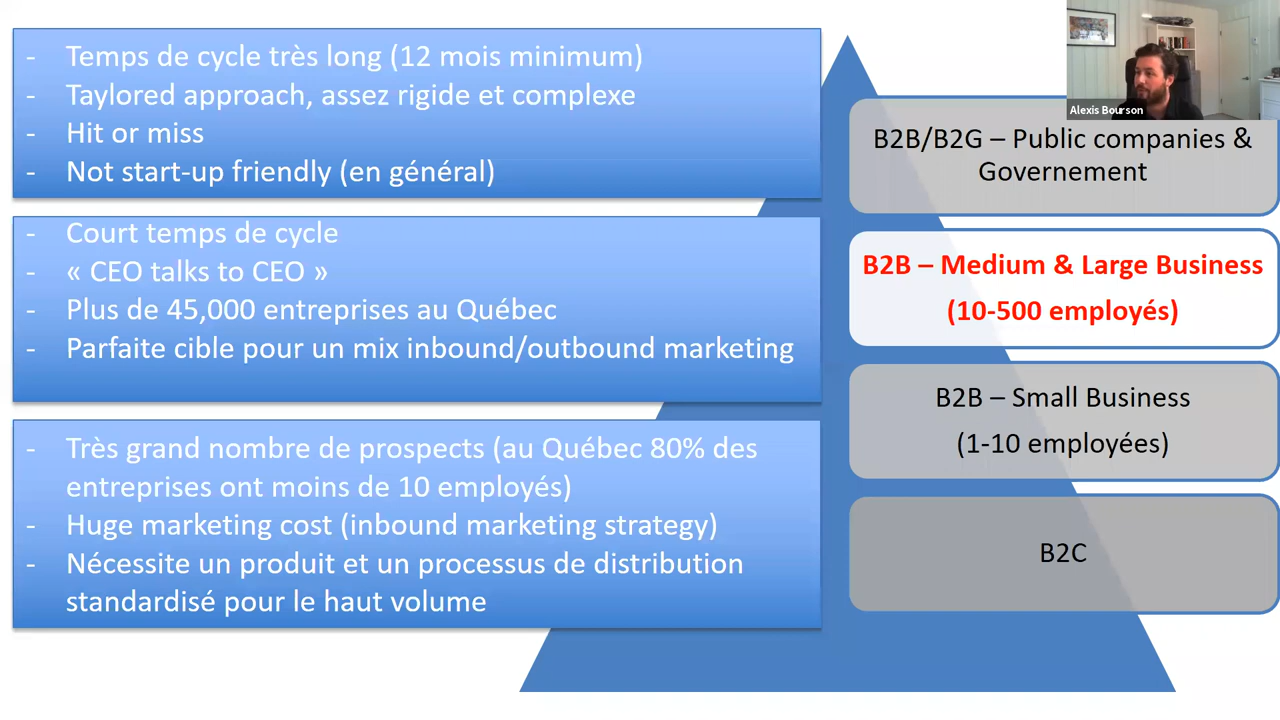 - Temps de cycle très long (12 mois minimum)
- Taylored approach, assez rigide et complexe
- Hit or miss
- Not start-up friendly (en général)
- Court temps de cycle
- « CEO talks to CEO »
- Plus de 45,000 entreprises au Québec
- Parfaite cible pour un mix inbound/outbound marketing
- Très grand nombre de prospects (au Québec 80% des
entreprises ont moins de 10 employés)
- Huge marketing cost (inbound marketing strategy)
- Nécessite un produit et un processus de distribution
standardisé pour le haut volume
Alexis Bourson
B2B/B2G – Public companies &
Governement
B2B – Medium & Large Business
(10-500 employés)
B2B – Small Business
(1-10 employées)
B2C